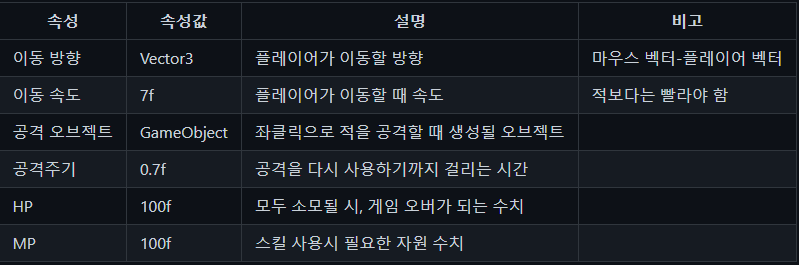 속성 속성값 설명 비고
이동 방향 Vector3 플레이어가 이동할 방향 마우스 벡터-플레이어 벡터
이동 속도 7f 플레이어가 이동할 때 속도 적보다는 빨라야 함
공격 오브젝트 GameObject 좌클릭으로 적을 공격할 때 생성될 오브젝트
공격주기 0.7f 공격을 다시 사용하기까지 걸리는 시간
HP 100f 모두 소모될 시, 게임 오버가 되는 수치
MP 100f 스킬 사용시 필요한 자원 수치